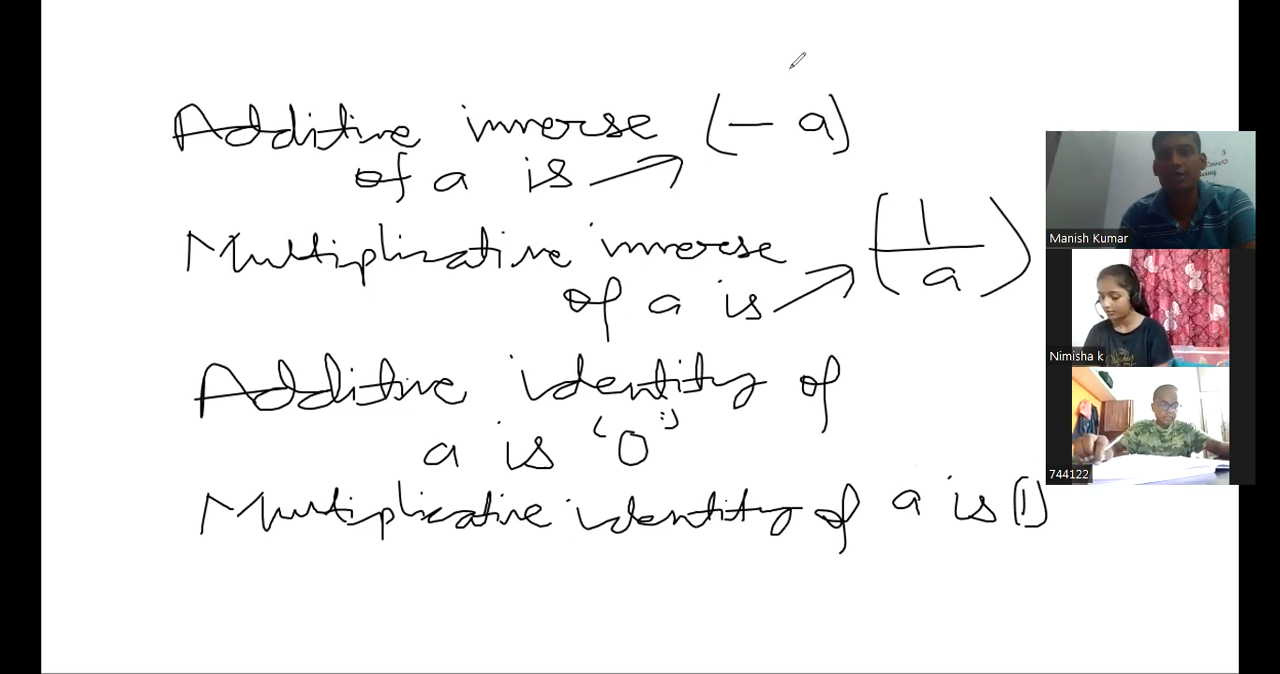 Additive inverse (- a)
of a is →
Multiplicative inverse (1/a)
of a is →
Additive identity of
a is '0'
Multiplicative identity of a is (1)
Manish Kumar
Nimisha k
744122
3